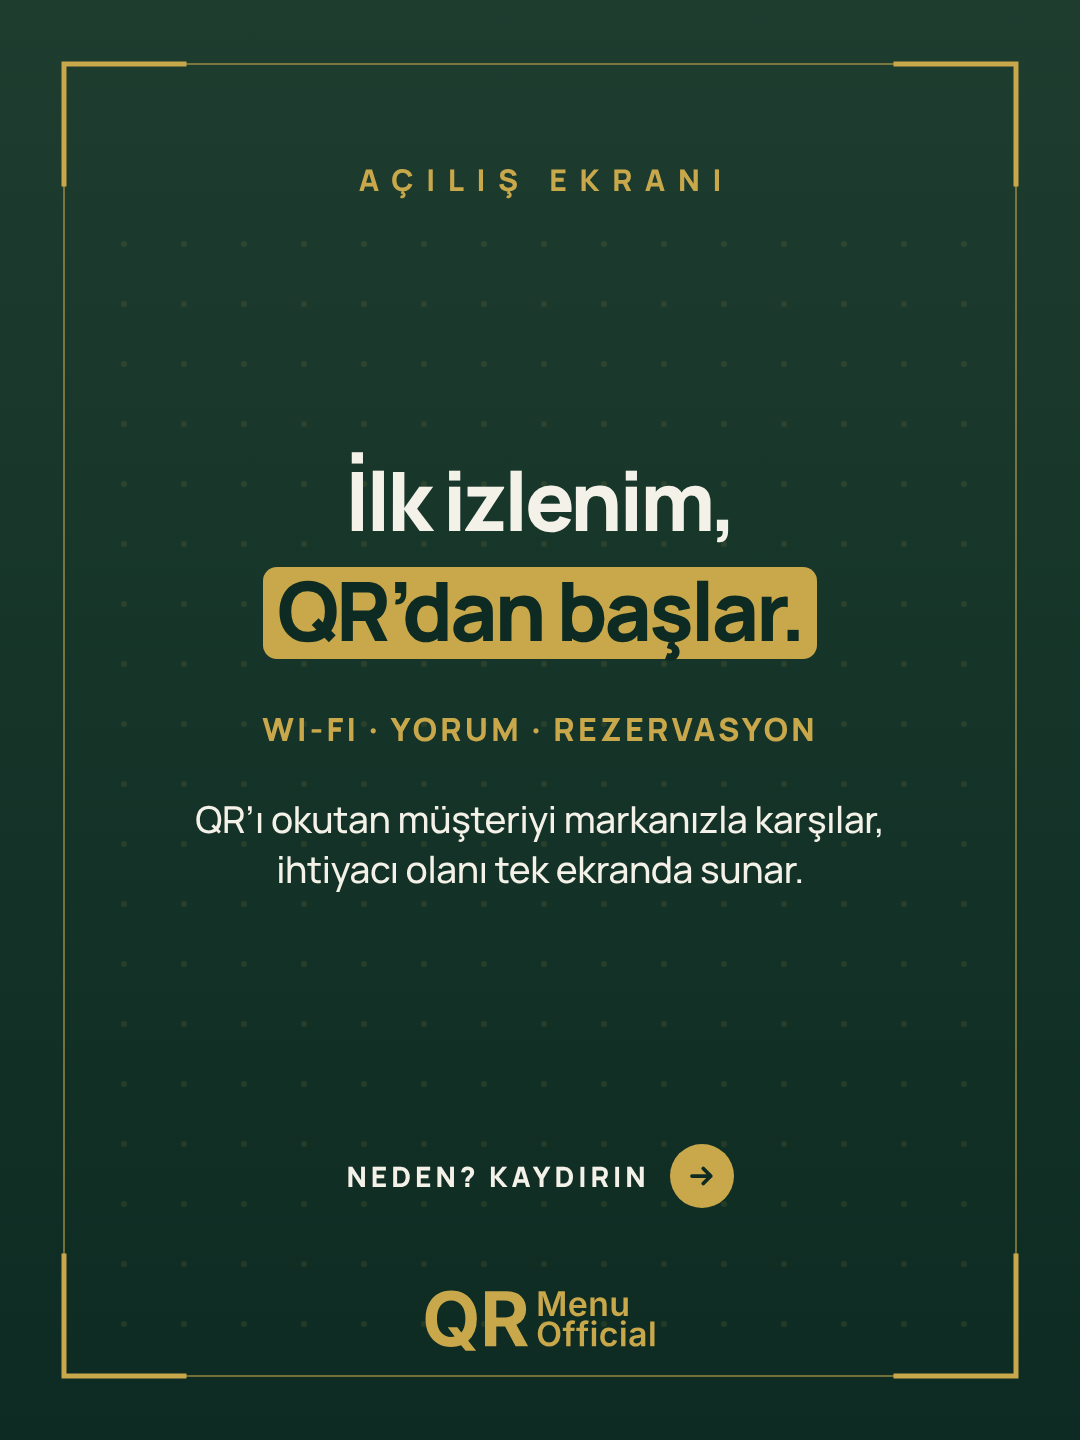 AÇILIŞ EKRANI
İlk izlenim,
QR’dan başlar.
WI-FI · YORUM · REZERVASYON
QR’ı okutan müşteriyi markanızla karşılar,
ihtiyacı olanı tek ekranda sunar.
NEDEN? KAYDIRIN
QR Menu
Official